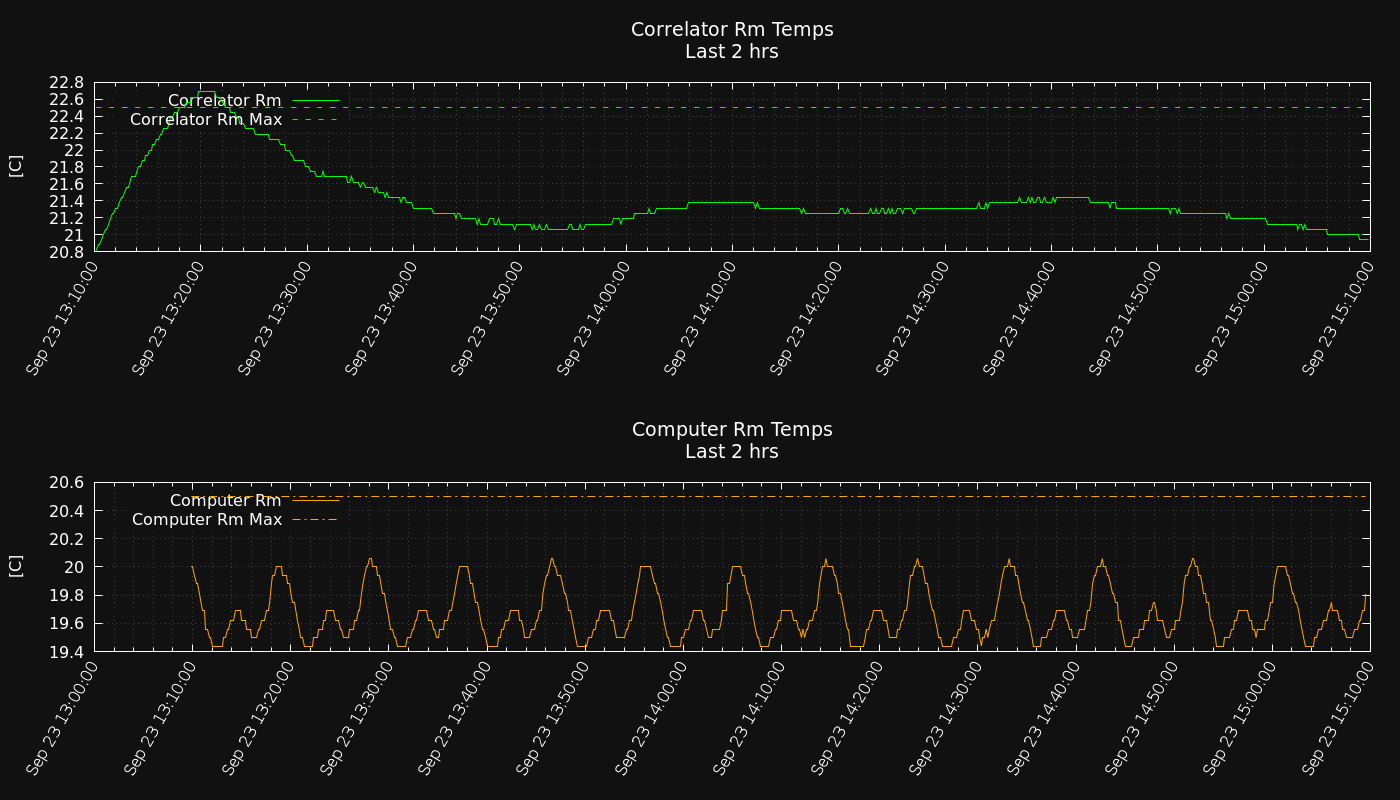 Correlator Rm Temps
Last 2 hrs
[C]
22.8
22.6
22.4
22.2
22
21.8
21.6
21.4
21.2
21
20.8
Correlator Rm
Correlator Rm Max
Sep 23 13:10:00
Sep 23 13:20:00
Sep 23 13:30:00
Sep 23 13:40:00
Sep 23 13:50:00
Sep 23 14:00:00
Sep 23 14:10:00
Sep 23 14:20:00
Sep 23 14:30:00
Sep 23 14:40:00
Sep 23 14:50:00
Sep 23 15:00:00
Sep 23 15:10:00
Computer Rm Temps
Last 2 hrs
[C]
20.6
20.4
20.2
20
19.8
19.6
19.4
Computer Rm
Computer Rm Max
Sep 23 13:00:00
Sep 23 13:10:00
Sep 23 13:20:00
Sep 23 13:30:00
Sep 23 13:40:00
Sep 23 13:50:00
Sep 23 14:00:00
Sep 23 14:10:00
Sep 23 14:20:00
Sep 23 14:30:00
Sep 23 14:40:00
Sep 23 14:50:00
Sep 23 15:00:00
Sep 23 15:10:00